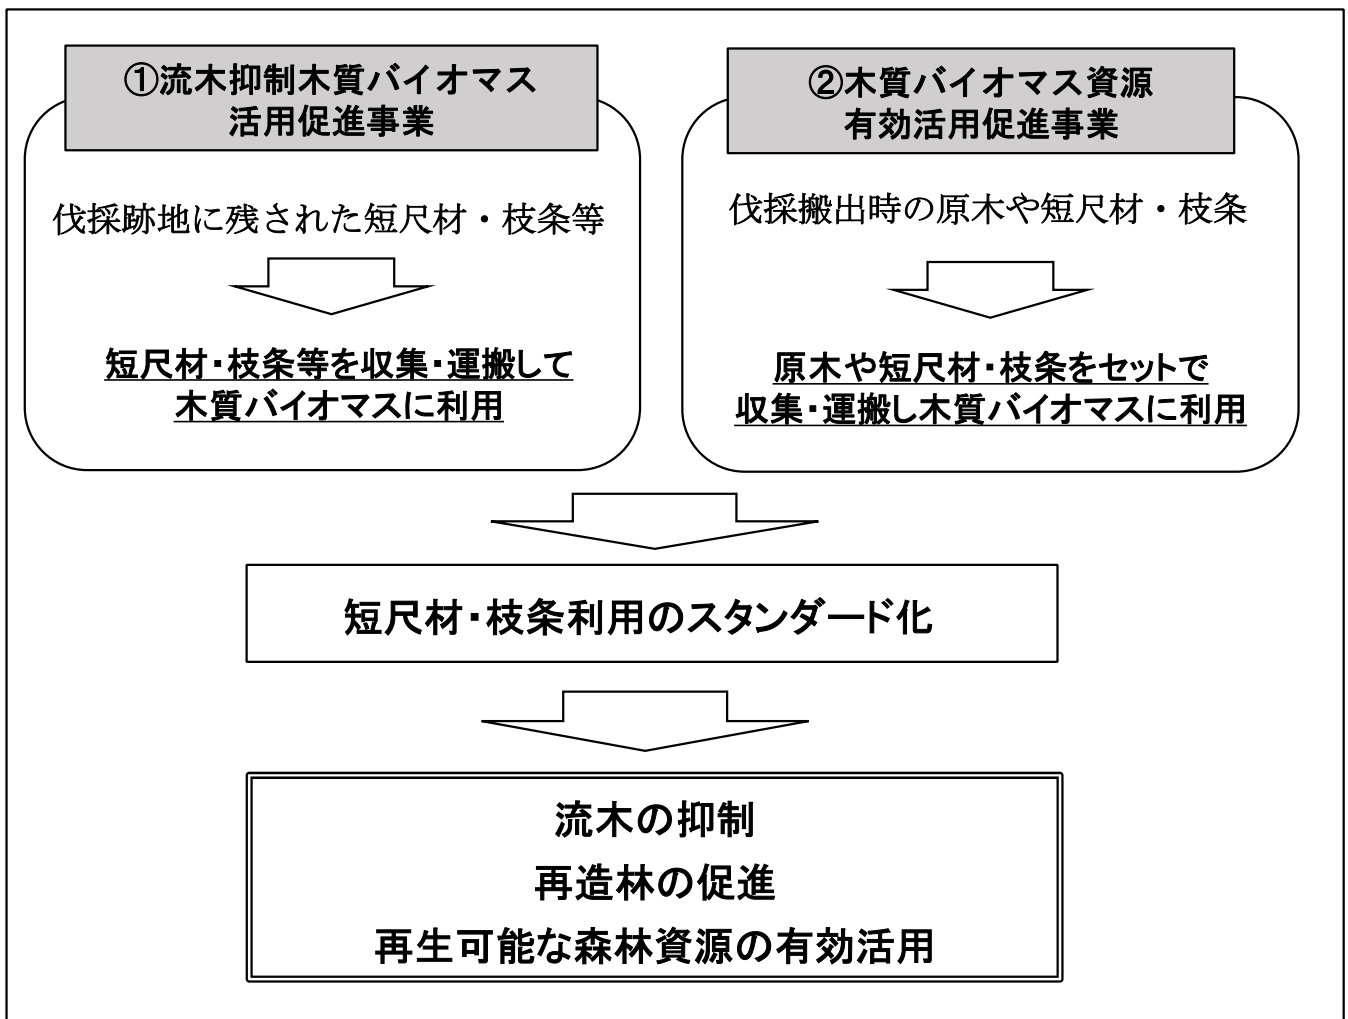 ①流木抑制木質バイオマス
活用促進事業
伐採跡地に残された短尺材・枝条等
短尺材・枝条等を収集・運搬して
木質バイオマスに利用
②木質バイオマス資源
有効活用促進事業
伐採搬出時の原木や短尺材・枝条
原木や短尺材・枝条をセットで
収集・運搬し木質バイオマスに利用
短尺材・枝条利用のスタンダード化
流木の抑制
再造林の促進
再生可能な森林資源の有効活用